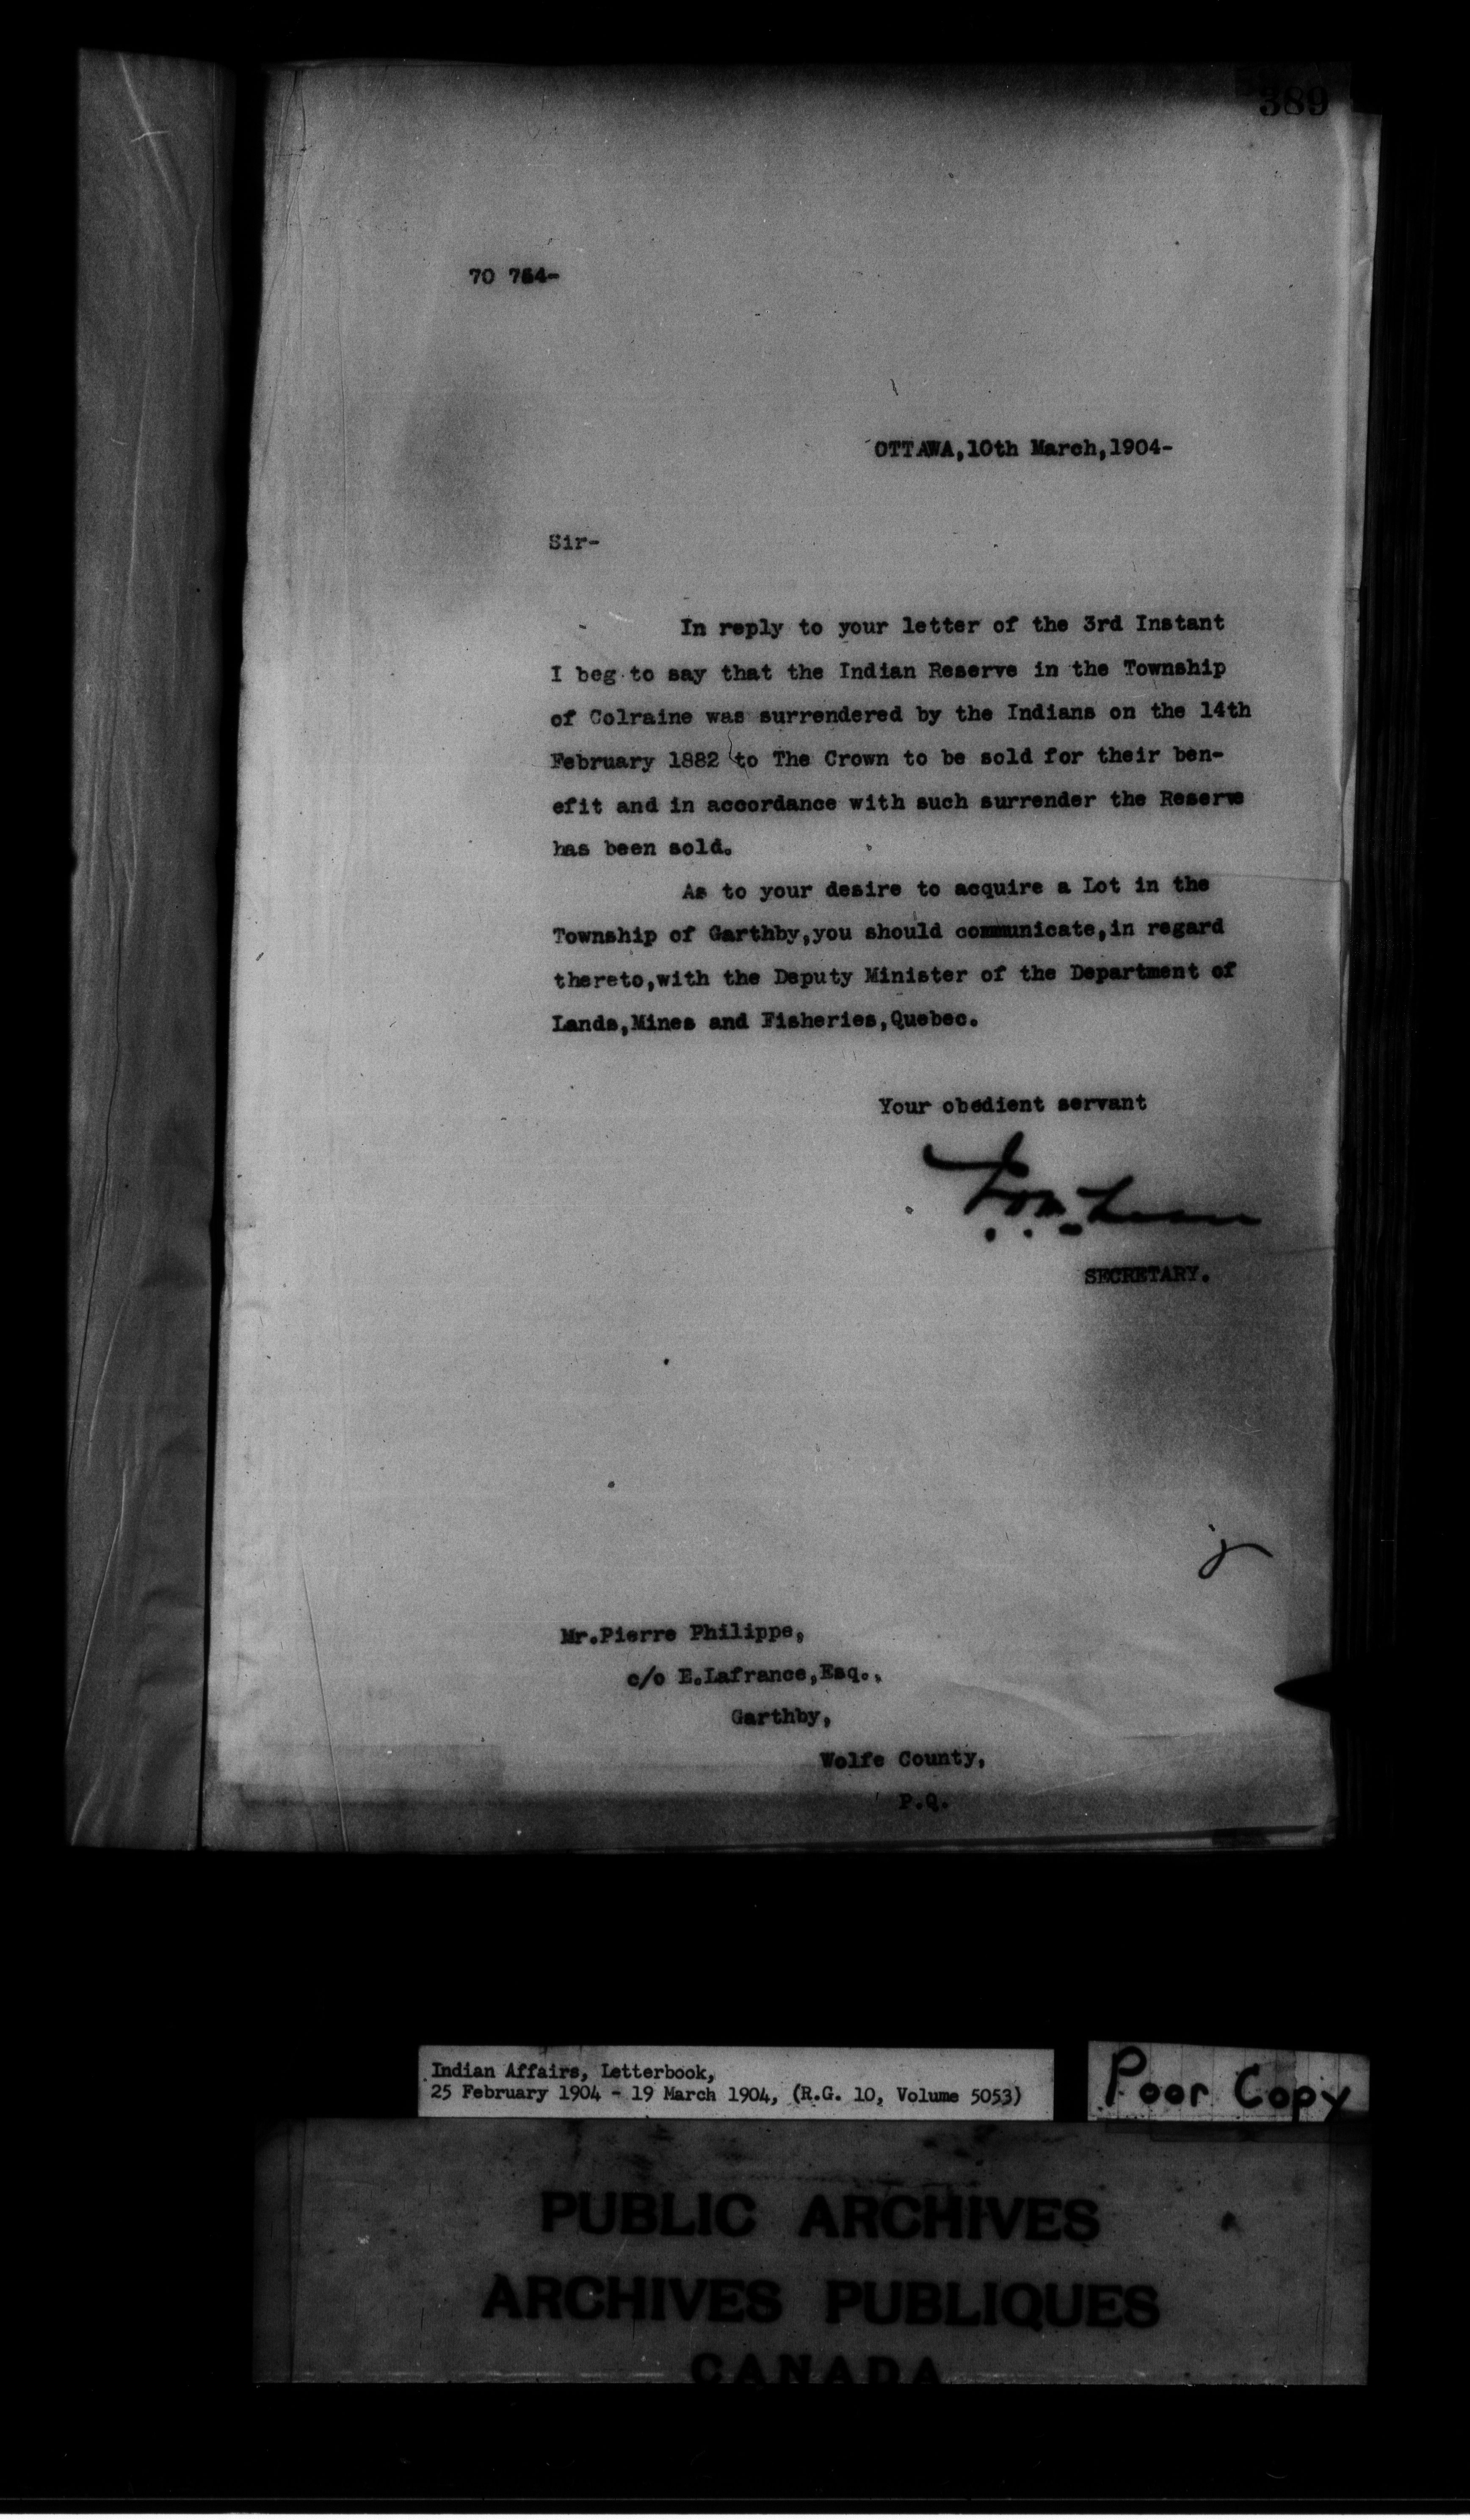 389
70 764-
OTTAWA,10th March,1904-
Sir-
In reply to your letter of the 3rd Instant
I beg to say that the Indian Reserve in the Township
of Colraine was surrendered by the Indians on the 14th
February 1882 to The Crown to be sold for their ben-
efit and in accordance with such surrender the Reserve
has been sold.
As to your desire to acquire a Lot in the
Township of Garthby,you should communicate,in regard
thereto,with the Deputy Minister of the Department of
Lands,Mines and Fisheries,Quebec.
Your obedient servant
SECRETARY.
Mr.Pierre Philippe,
c/o E.Lafrance,Esq.,
Garthby,
Wolfe County,
P.Q.
Indian Affairs, Letterbook,
25 February 1904 - 19 March 1904, (R.G. 10, Volume 5053)
Poor Copy
PUBLIC ARCHIVES
ARCHIVES PUBLIQUES
CANADA